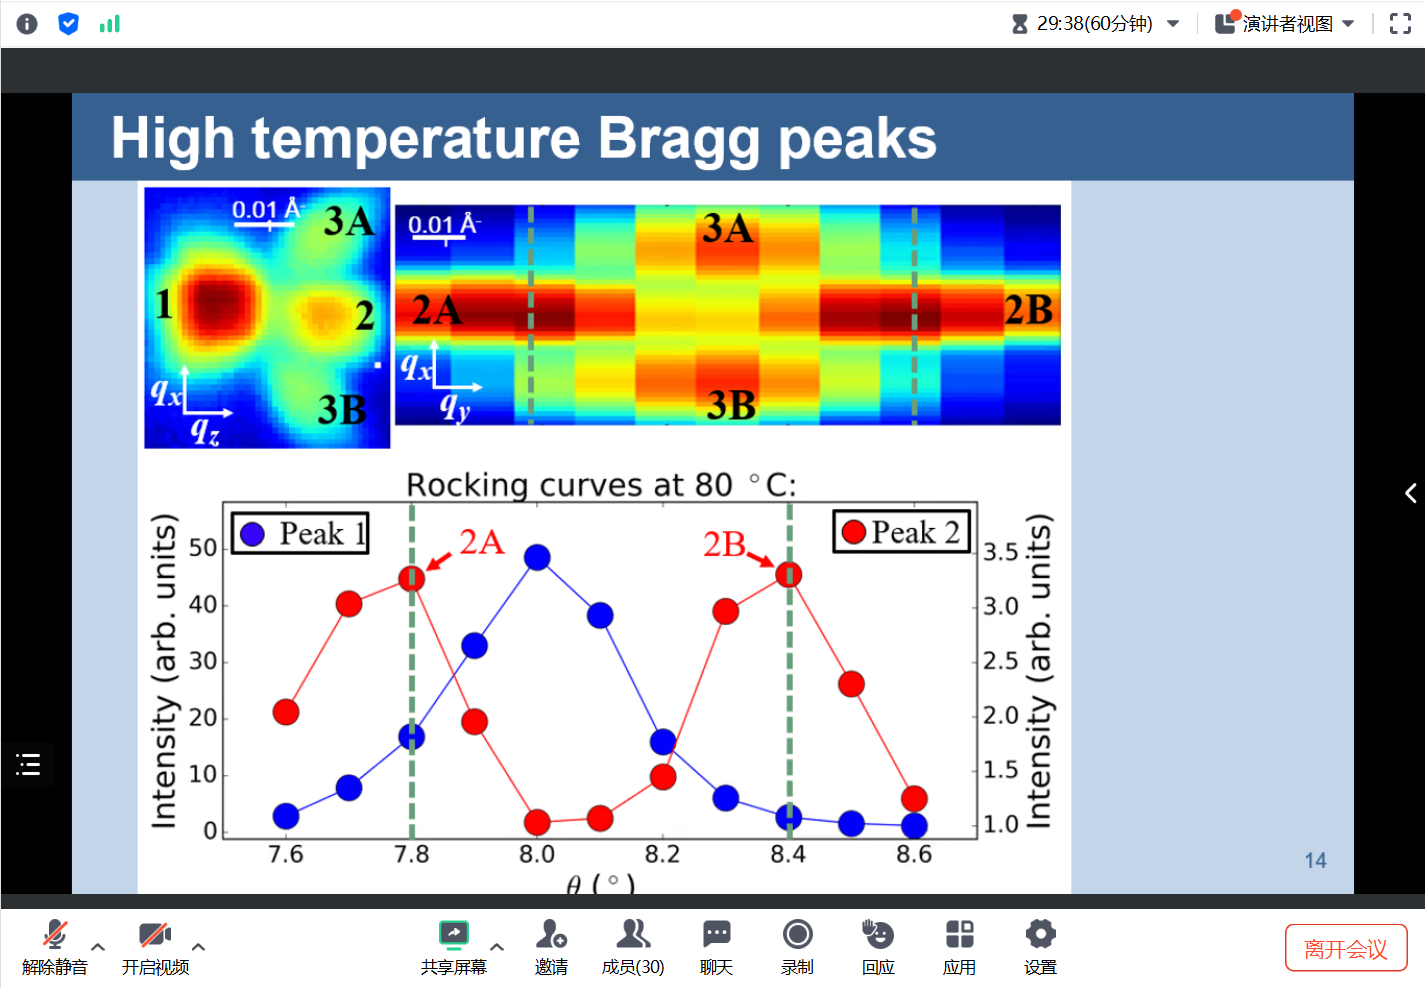 29:38(60分钟)
演讲者视图
High temperature Bragg peaks
0.01 Å-
3A
1
2
3B
qx
qz
0.01 Å-
3A
2A
2B
3B
qx
qy
Rocking curves at 80 °C:
Peak 1
2A
2B
Peak 2
Intensity (arb. units)
50
40
30
20
10
0
3.5
3.0
2.5
2.0
1.5
1.0
Intensity (arb. units)
7.6 7.8 8.0 8.2 8.4 8.6
θ (°)
14
解除静音
开启视频
共享屏幕
邀请
成员(30)
聊天
录制
回应
应用
设置
离开会议